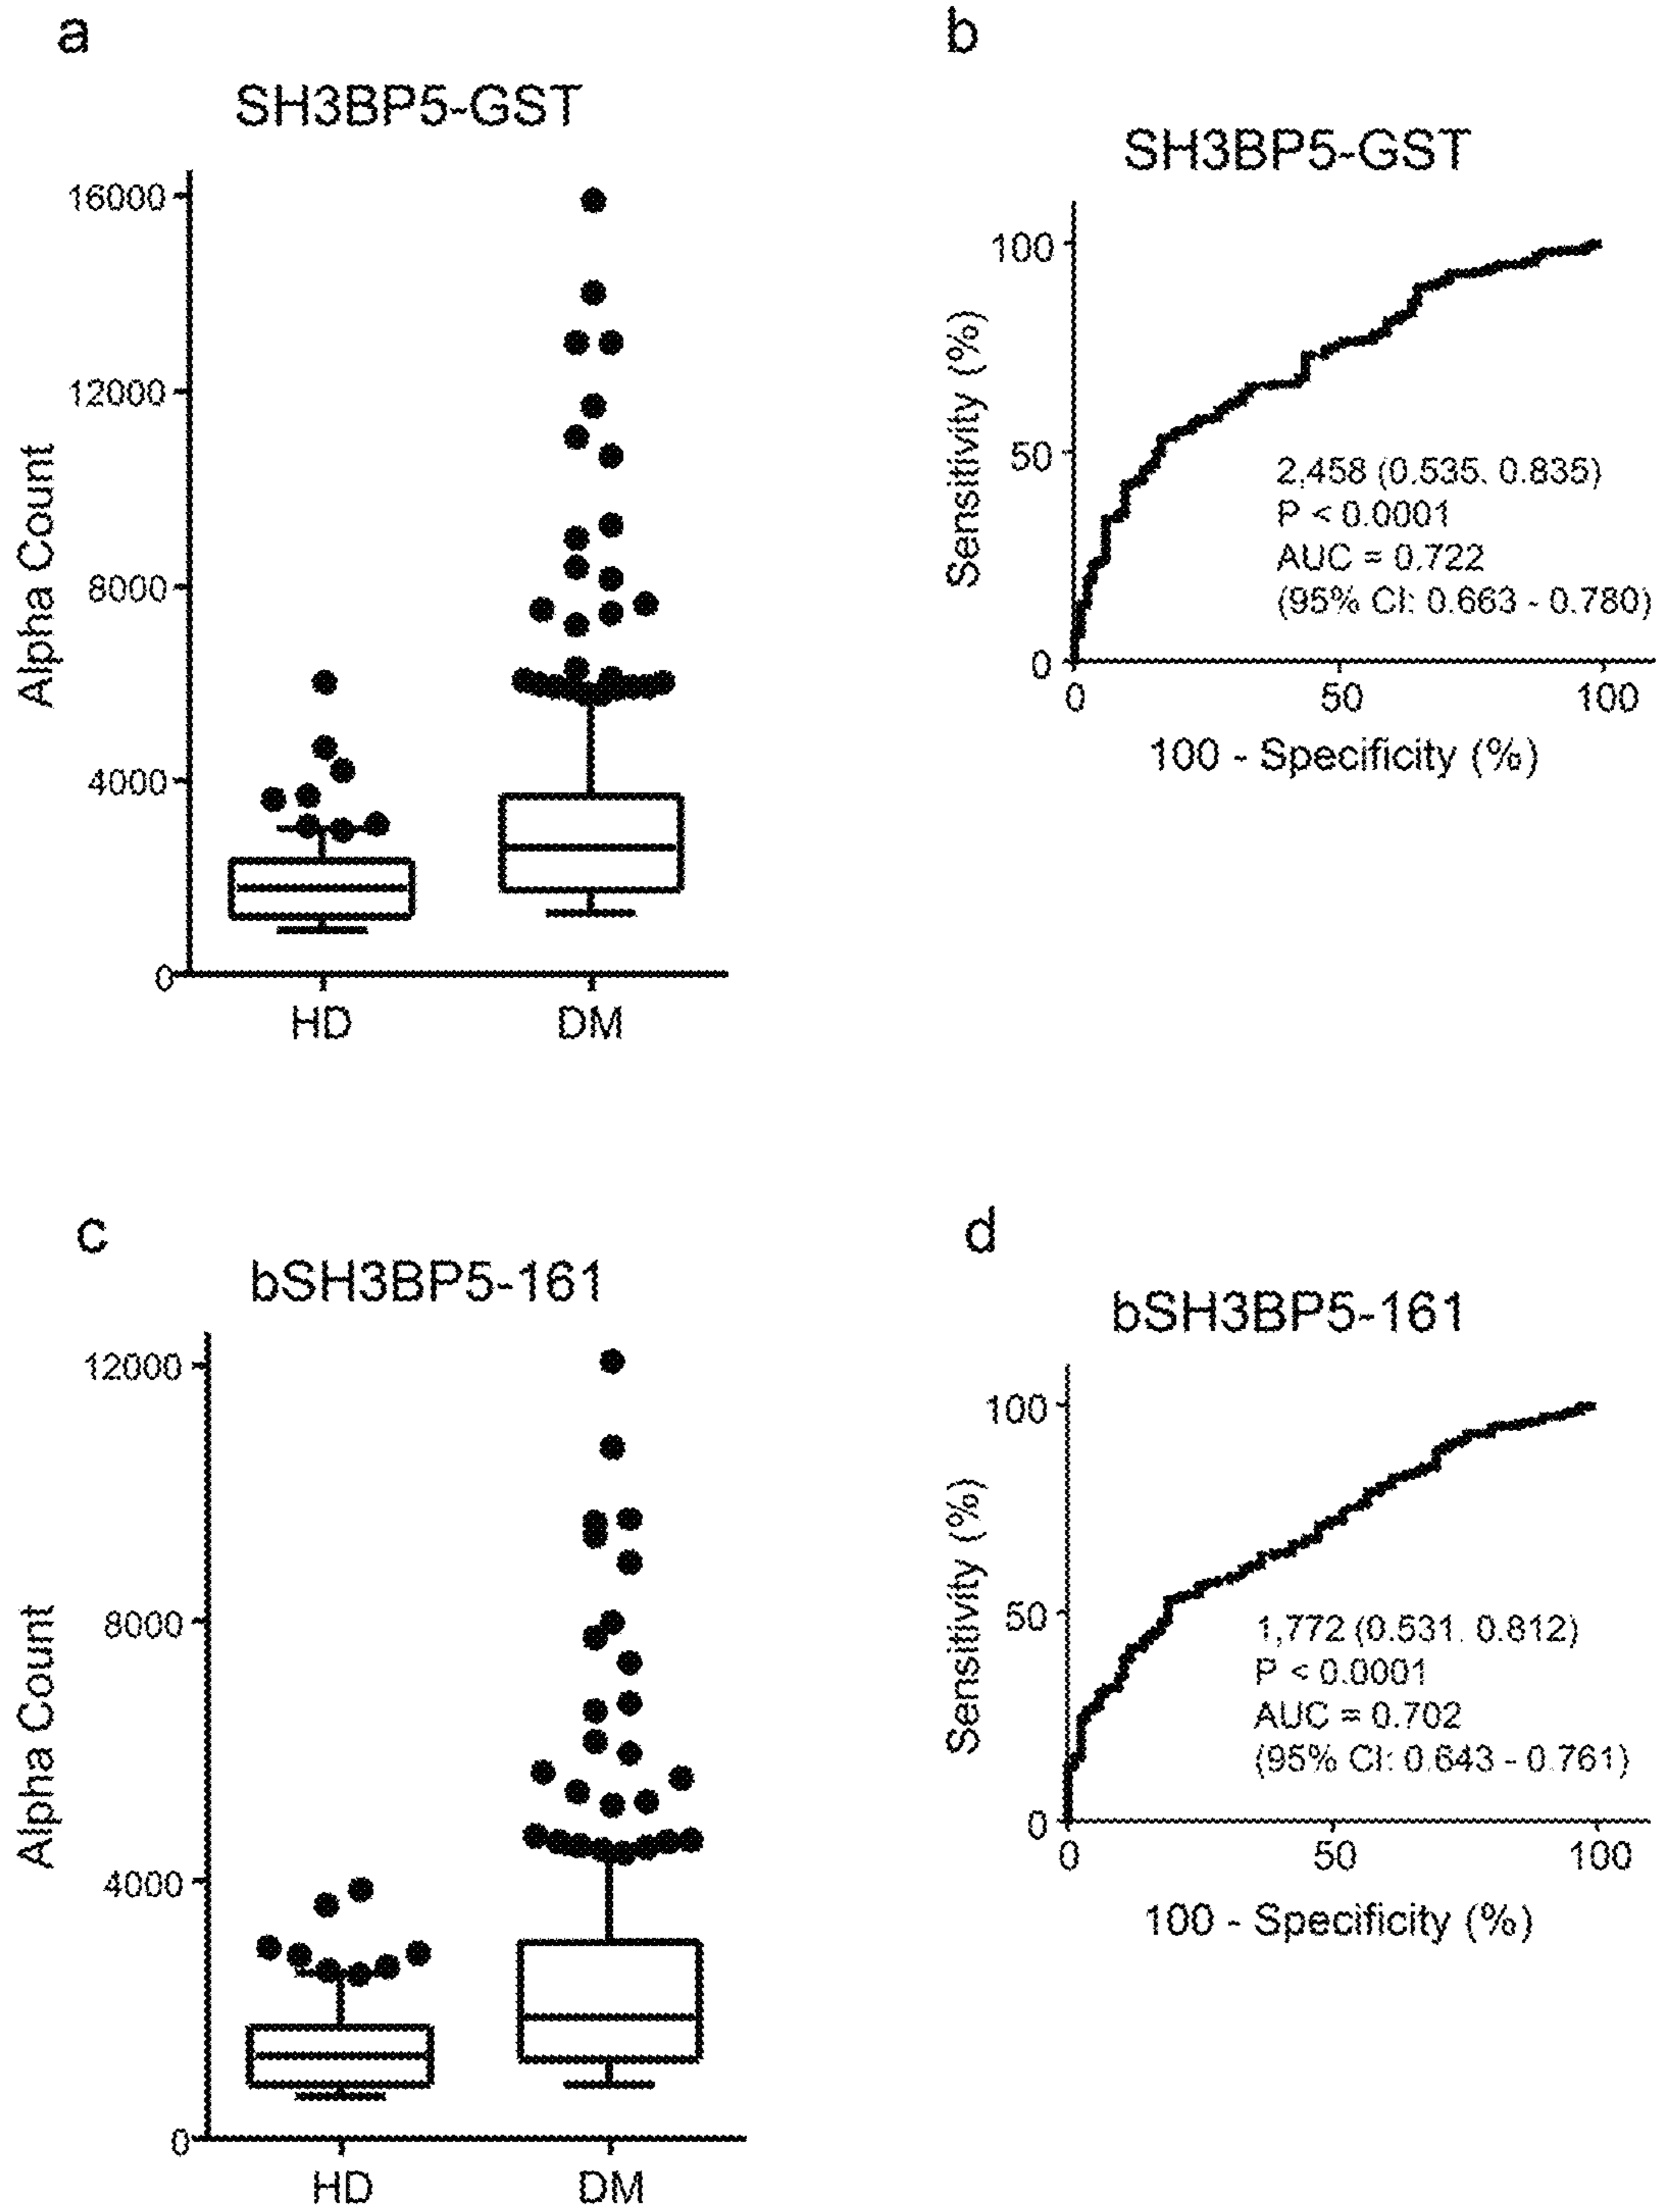 a
SH3BP5-GST
16000
12000
8000
4000
0
Alpha Count
HD
DM
b
SH3BP5-GST
100
50
0
Sensitivity (%)
2,458 (0.535. 0.835)
P < 0.0001
AUC = 0.722
(95% CI: 0.663 - 0.780)
0
50
100
100 - Specificity (%)
c
bSH3BP5-161
12000
8000
4000
0
Alpha Count
HD
DM
d
bSH3BP5-161
100
50
0
Sensitivity (%)
1,772 (0.531. 0.812)
P < 0.0001
AUC = 0.702
(95% CI: 0.643 - 0.761)
0
50
100
100 - Specificity (%)